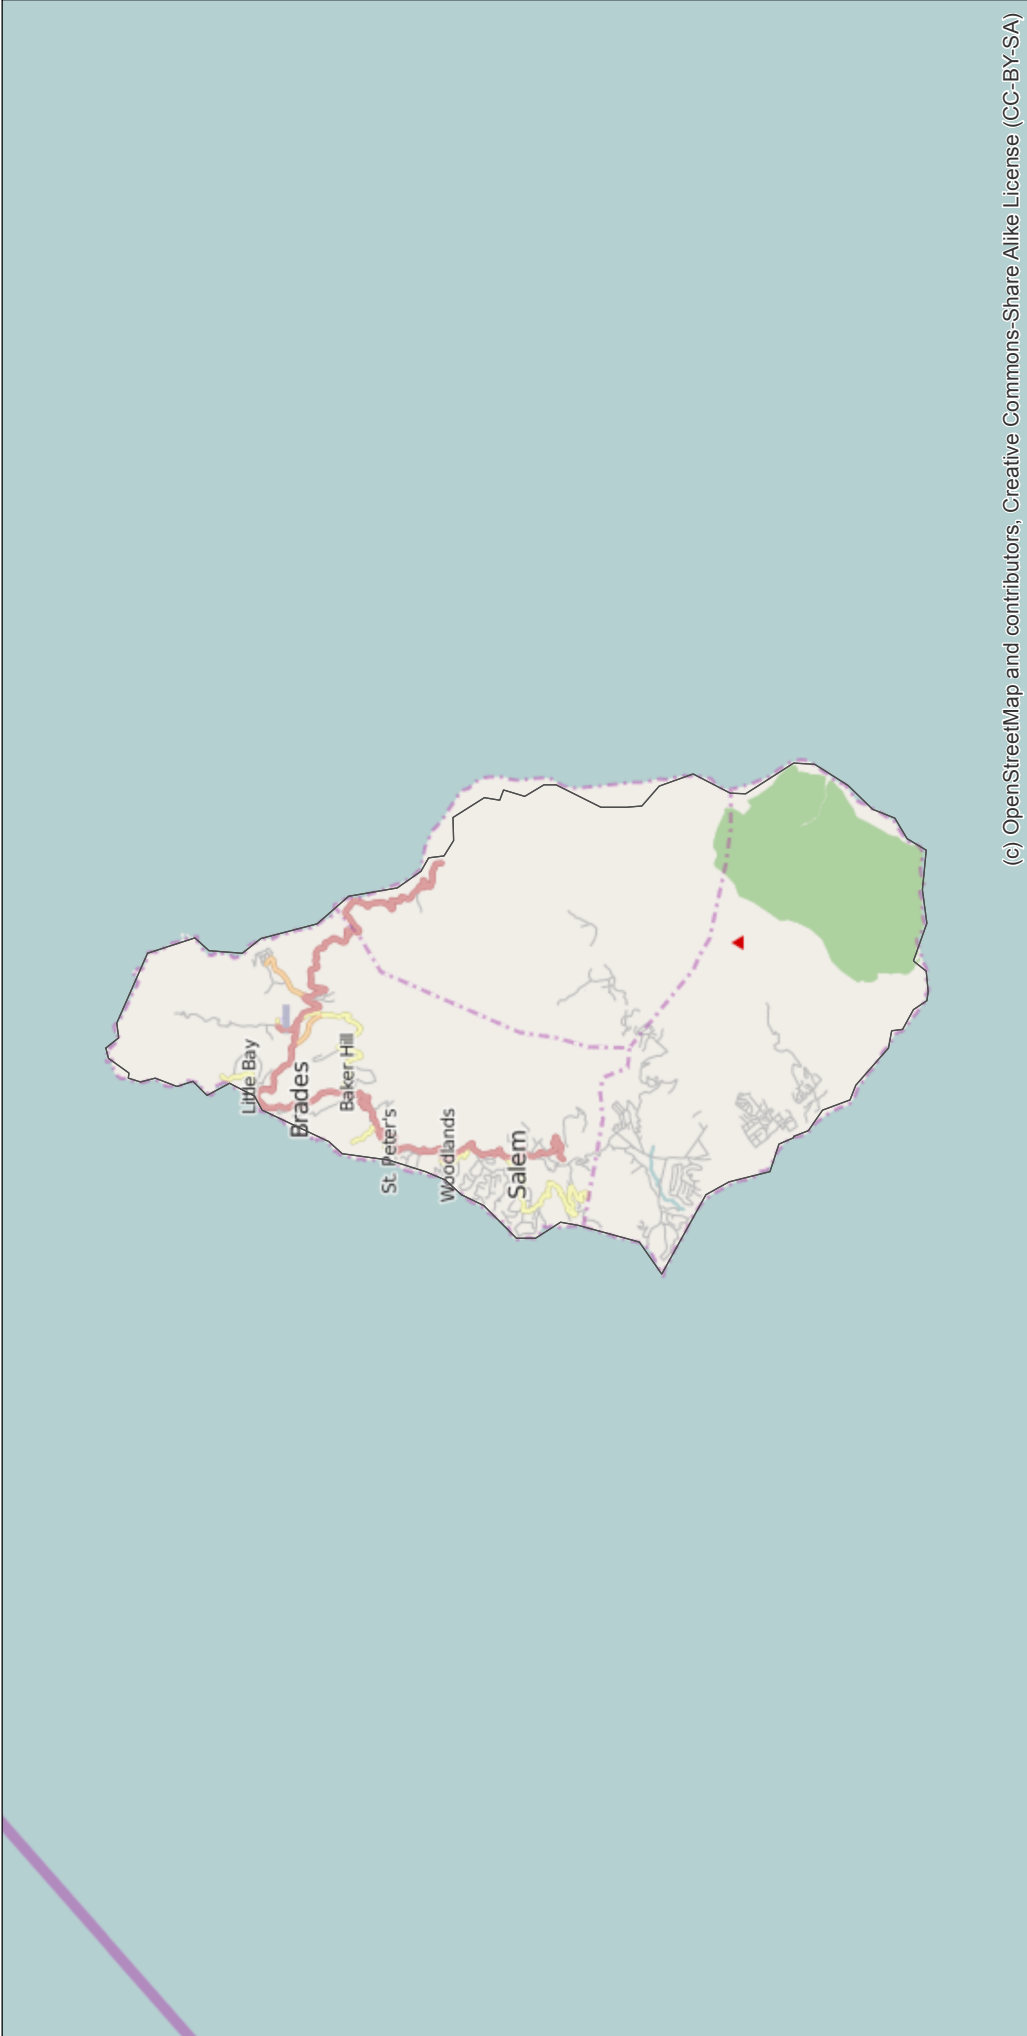 Little Bay
Brades
Baker Hill
St. Peter's
Woodlands
Salem
(c) OpenStreetMap and contributors, Creative Commons-Share Alike License (CC-BY-SA)